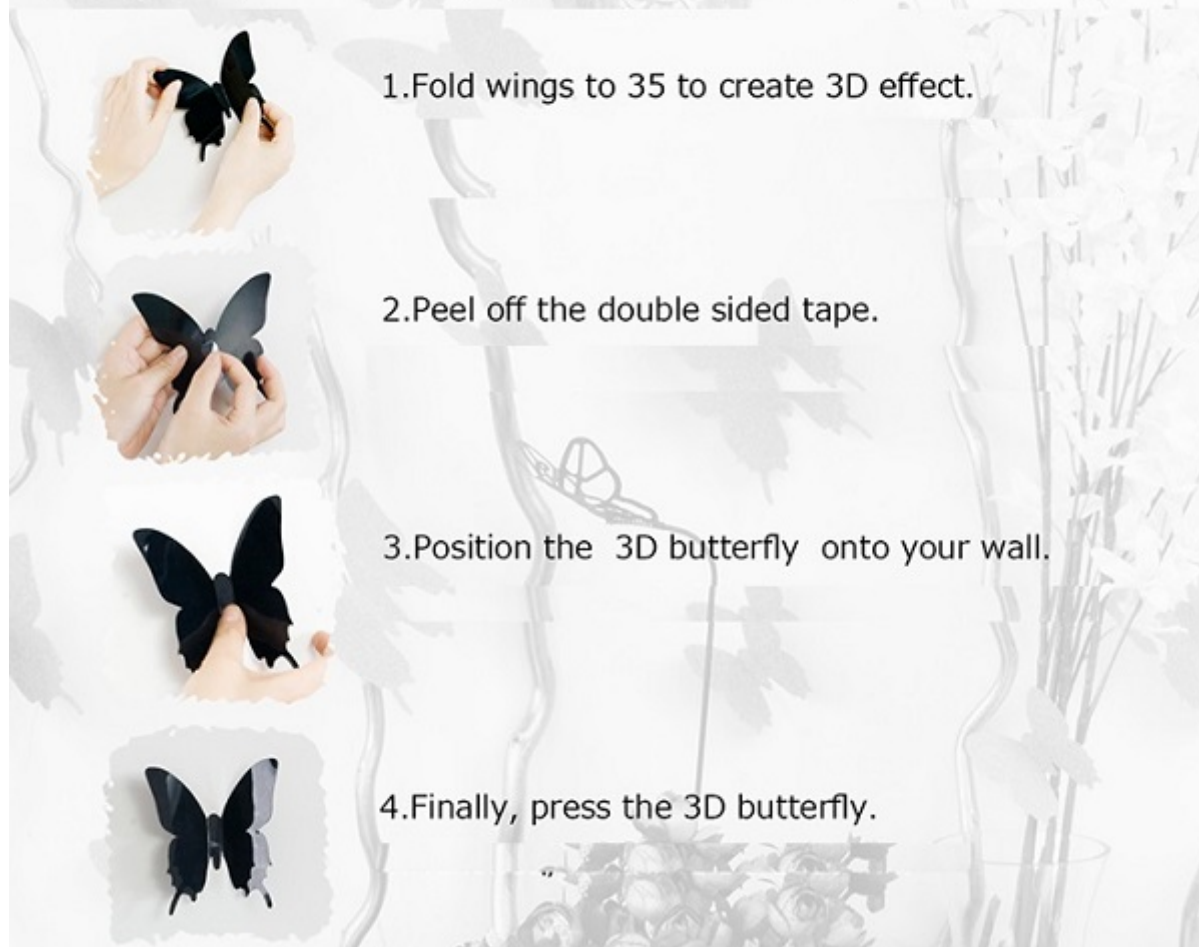 1.Fold wings to 35 to create 3D effect.
2.Peel off the double sided tape.
3.Position the  3D butterfly  onto your wall.
4.Finally, press the 3D butterfly.